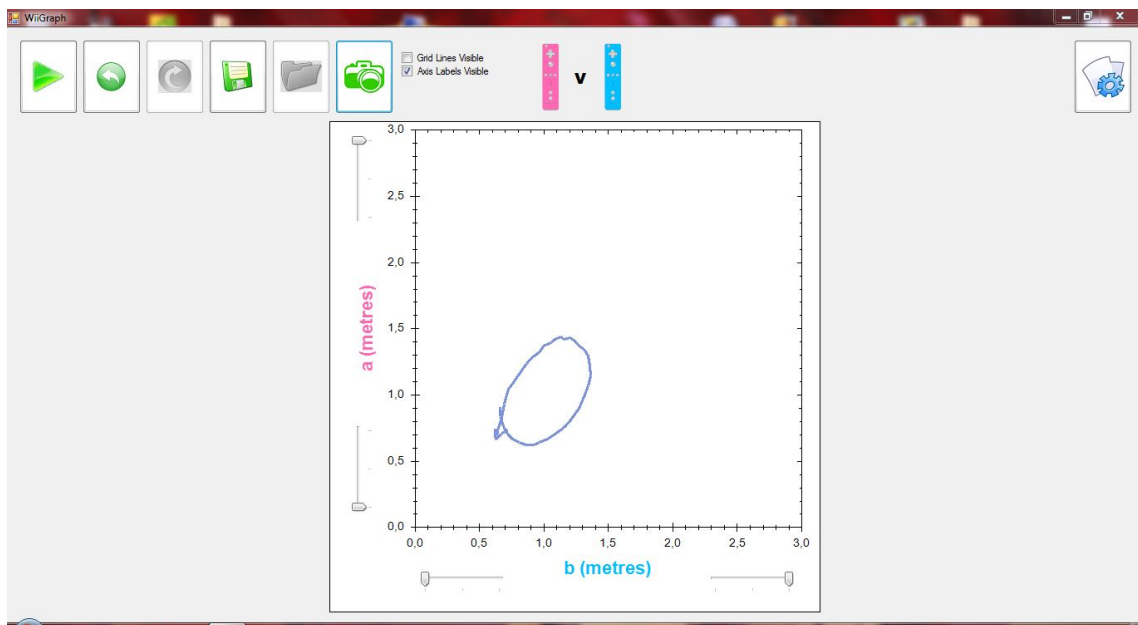 WiiGraph
Grid Lines Visible
Axis Labels Visible
v
3,0
2,5
2,0
1,5
1,0
0,5
0,0
a (metres)
0,0 0,5 1,0 1,5 2,0 2,5 3,0
b (metres)